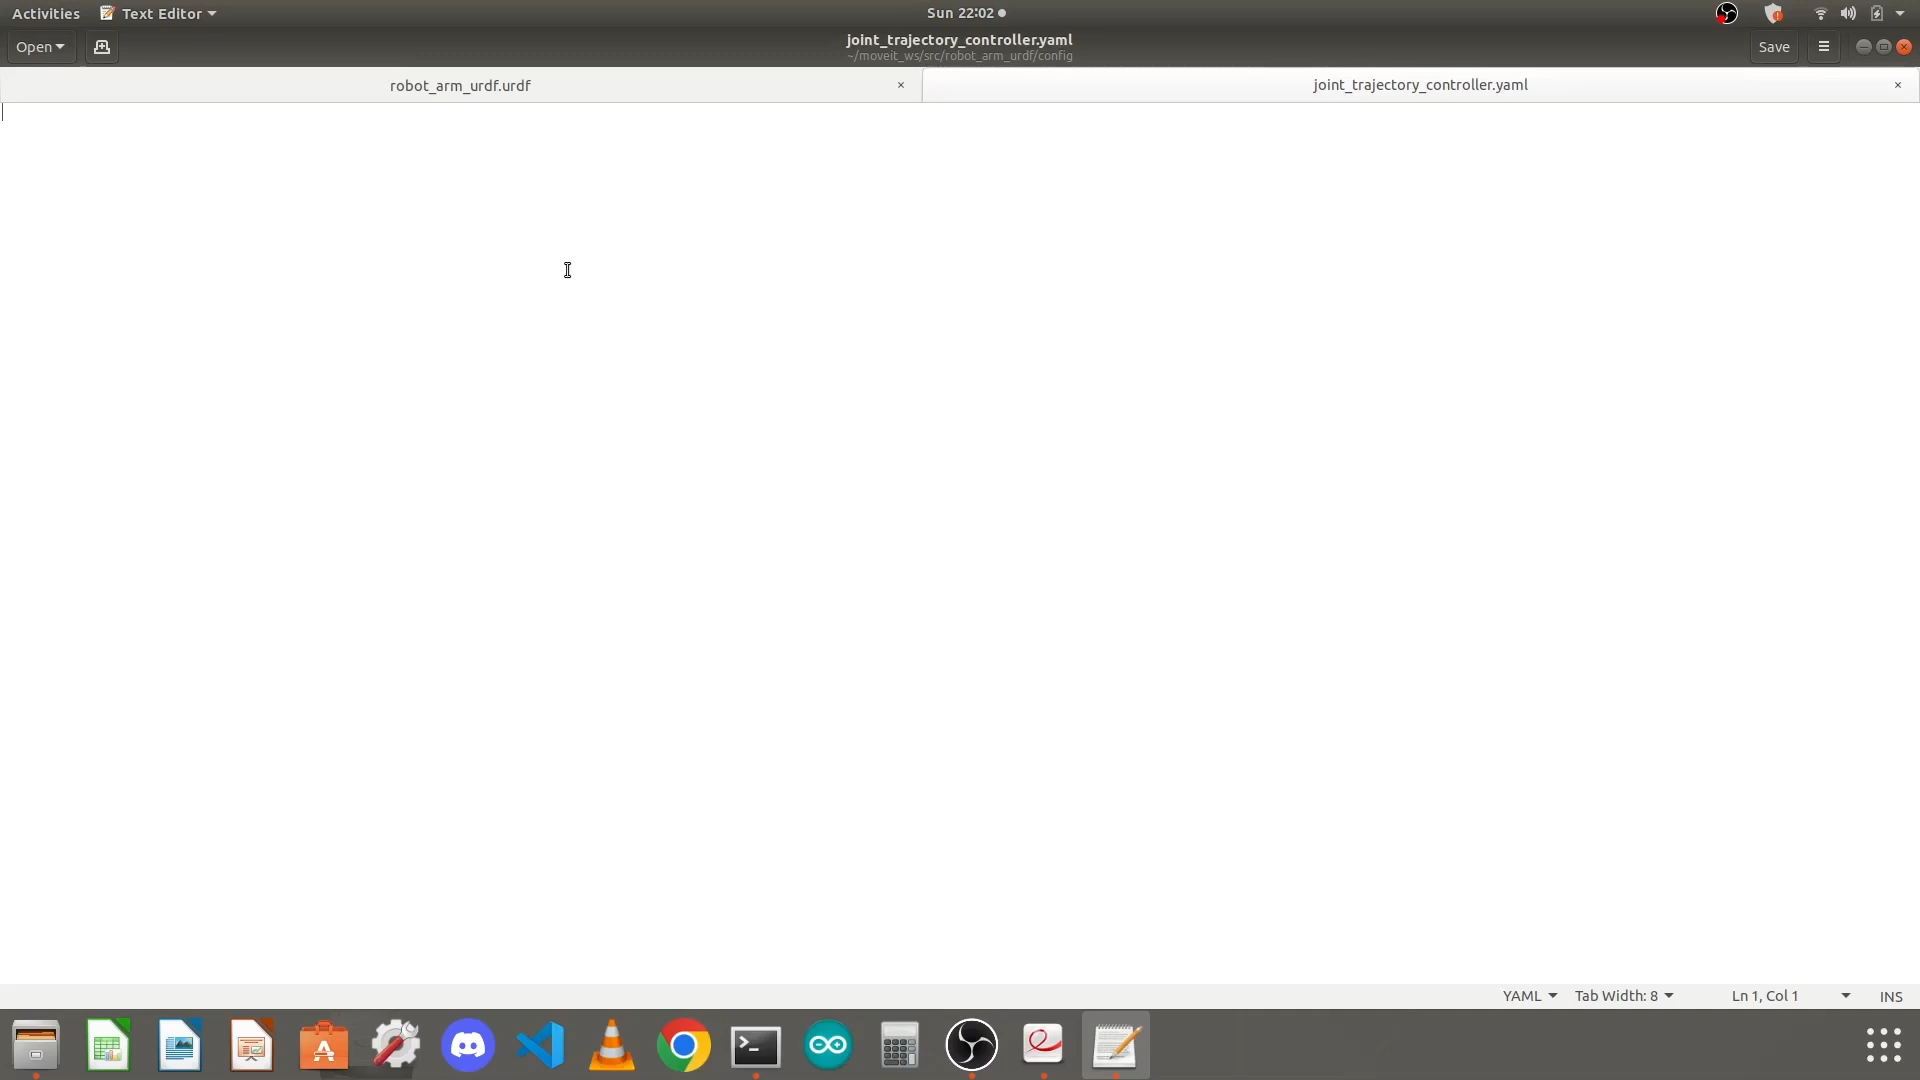 Activities Text Editor Sun 22:02
Open joint_trajectory_controller.yaml Save
~/moveit_ws/src/robot_arm_urdf/config
robot_arm_urdf.urdf × joint_trajectory_controller.yaml ×
YAML Tab Width: 8 Ln 1, Col 1 INS